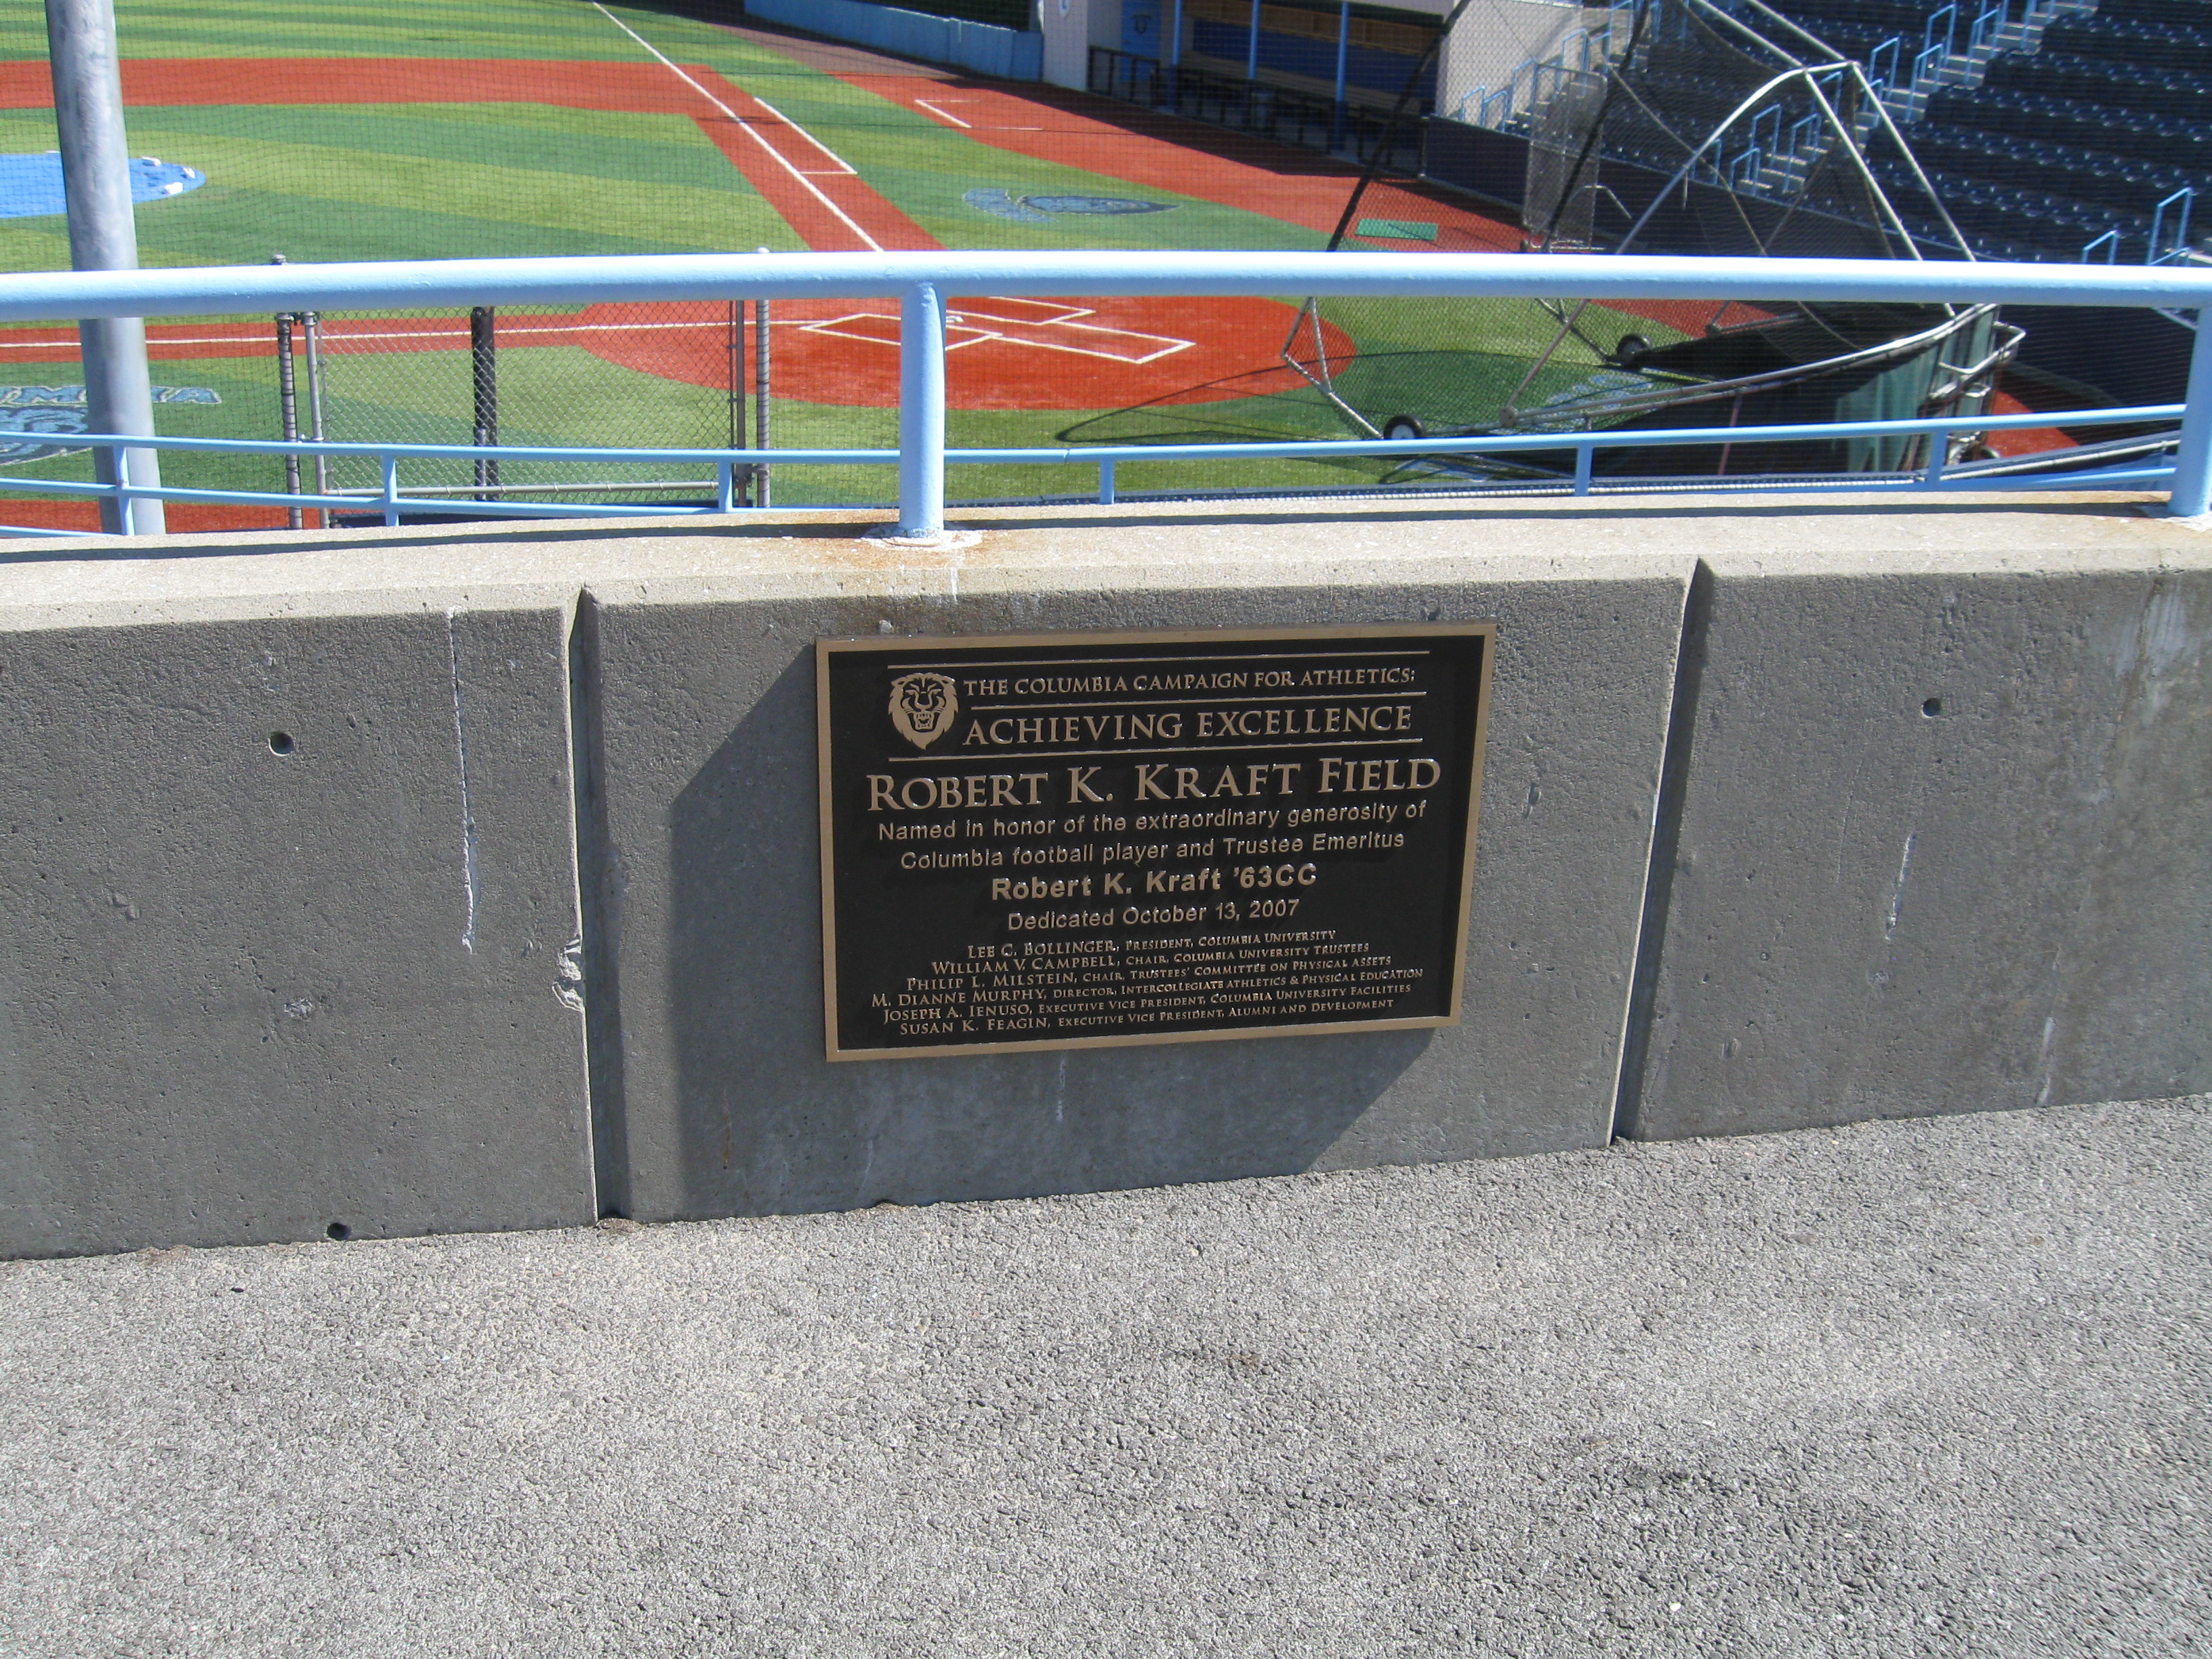 THE COLUMBIA CAMPAIGN FOR ATHLETICS:
ACHIEVING EXCELLENCE
ROBERT K. KRAFT FIELD
Named in honor of the extraordinary generosity of
Columbia football player and Trustee Emeritus
Robert K. Kraft '63CC
Dedicated October 13, 2007
LEE C. BOLLINGER, PRESIDENT, COLUMBIA UNIVERSITY
WILLIAM V. CAMPBELL, CHAIR, COLUMBIA UNIVERSITY TRUSTEES
PHILIP L. MILSTEIN, CHAIR, TRUSTEES' COMMITTEE ON PHYSICAL ASSETS
M. DIANNE MURPHY, DIRECTOR, INTERCOLLEGIATE ATHLETICS & PHYSICAL EDUCATION
JOSEPH A. IENUSO, EXECUTIVE VICE PRESIDENT, COLUMBIA UNIVERSITY FACILITIES
SUSAN K. FEAGIN, EXECUTIVE VICE PRESIDENT, ALUMNI AND DEVELOPMENT